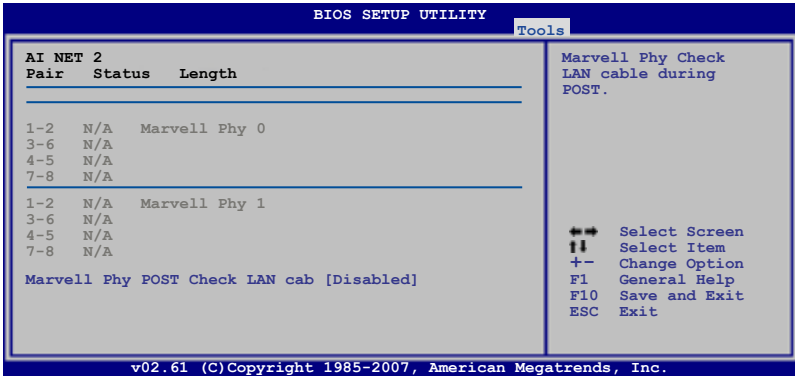 BIOS SETUP UTILITY
Tools
AI NET 2
Pair Status Length
1-2 N/A Marvell Phy 0
3-6 N/A
4-5 N/A
7-8 N/A
1-2 N/A Marvell Phy 1
3-6 N/A
4-5 N/A
7-8 N/A
Marvell Phy POST Check LAN cab [Disabled]
Marvell Phy Check
LAN cable during
POST.
←→ Select Screen
↑↓ Select Item
+- Change Option
F1 General Help
F10 Save and Exit
ESC Exit
v02.61 (C)Copyright 1985-2007, American Megatrends, Inc.